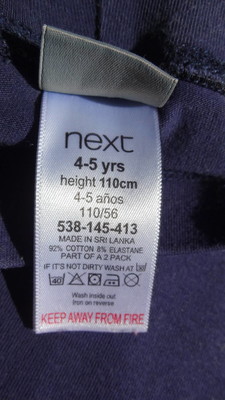 next
4-5 yrs
height 110cm
4-5 años
110/56
538-145-413
MADE IN SRI LANKA
92% COTTON 8% ELASTANE
PART OF A 2 PACK
IF IT'S NOT DIRTY WASH AT 30°
40
Wash inside out
Iron on reverse
KEEP AWAY FROM FIRE